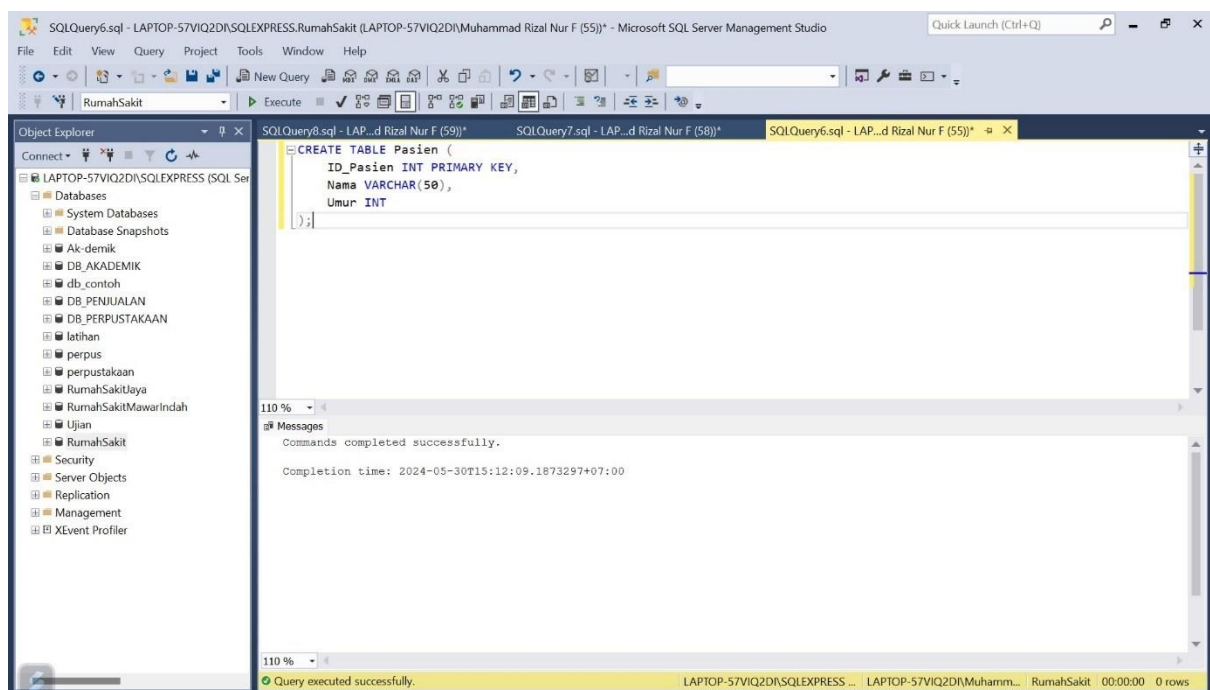 SQLQuery6.sql - LAPTOP-57VIQ2DI\SQLEXPRESS.RumahSakit (LAPTOP-57VIQ2DI\Muhammad Rizal Nur F (55))* - Microsoft SQL Server Management Studio
Quick Launch (Ctrl+Q)
File Edit View Query Project Tools Window Help
New Query
RumahSakit
Execute
Object Explorer
Connect
LAPTOP-57VIQ2DI\SQLEXPRESS (SQL Ser
Databases
System Databases
Database Snapshots
Ak-demik
DB_AKADEMIK
db_contoh
DB_PENJUALAN
DB_PERPUSTAKAAN
latihan
perpus
perpustakaan
RumahSakitJaya
RumahSakitMawarIndah
Ujian
RumahSakit
Security
Server Objects
Replication
Management
XEvent Profiler
SQLQuery8.sql - LAP...d Rizal Nur F (59))* SQLQuery7.sql - LAP...d Rizal Nur F (58))* SQLQuery6.sql - LAP...d Rizal Nur F (55))*
CREATE TABLE Pasien (
ID_Pasien INT PRIMARY KEY,
Nama VARCHAR(50),
Umur INT
);
110 %
Messages
Commands completed successfully.
Completion time: 2024-05-30T15:12:09.1873297+07:00
110 %
Query executed successfully. LAPTOP-57VIQ2DI\SQLEXPRESS ... LAPTOP-57VIQ2DI\Muhamm... RumahSakit 00:00:00 0 rows